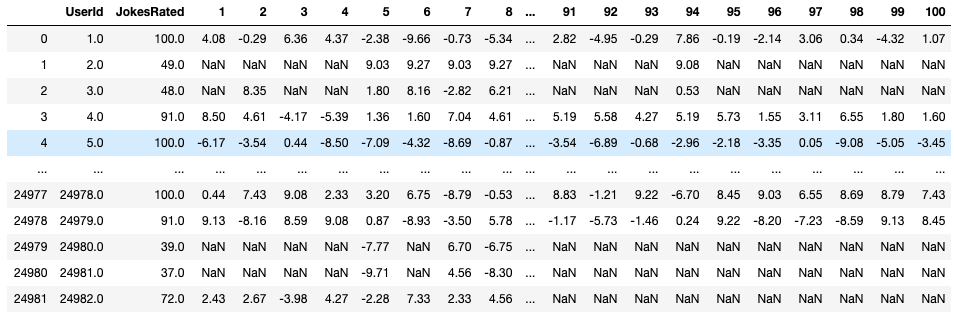 UserId JokesRated 1 2 3 4 5 6 7 8 ... 91 92 93 94 95 96 97 98 99 100
0 1.0 100.0 4.08 -0.29 6.36 4.37 -2.38 -9.66 -0.73 -5.34 ... 2.82 -4.95 -0.29 7.86 -0.19 -2.14 3.06 0.34 -4.32 1.07
1 2.0 49.0 NaN NaN NaN NaN 9.03 9.27 9.03 9.27 ... NaN NaN NaN 9.08 NaN NaN NaN NaN NaN NaN
2 3.0 48.0 NaN 8.35 NaN NaN 1.80 8.16 -2.82 6.21 ... NaN NaN NaN 0.53 NaN NaN NaN NaN NaN NaN
3 4.0 91.0 8.50 4.61 -4.17 -5.39 1.36 1.60 7.04 4.61 ... 5.19 5.58 4.27 5.19 5.73 1.55 3.11 6.55 1.80 1.60
4 5.0 100.0 -6.17 -3.54 0.44 -8.50 -7.09 -4.32 -8.69 -0.87 ... -3.54 -6.89 -0.68 -2.96 -2.18 -3.35 0.05 -9.08 -5.05 -3.45
... ... ... ... ... ... ... ... ... ... ... ... ... ... ... ... ... ... ... ... ... ...
24977 24978.0 100.0 0.44 7.43 9.08 2.33 3.20 6.75 -8.79 -0.53 ... 8.83 -1.21 9.22 -6.70 8.45 9.03 6.55 8.69 8.79 7.43
24978 24979.0 91.0 9.13 -8.16 8.59 9.08 0.87 -8.93 -3.50 5.78 ... -1.17 -5.73 -1.46 0.24 9.22 -8.20 -7.23 -8.59 9.13 8.45
24979 24980.0 39.0 NaN NaN NaN NaN -7.77 NaN 6.70 -6.75 ... NaN NaN NaN NaN NaN NaN NaN NaN NaN NaN
24980 24981.0 37.0 NaN NaN NaN NaN -9.71 NaN 4.56 -8.30 ... NaN NaN NaN NaN NaN NaN NaN NaN NaN NaN
24981 24982.0 72.0 2.43 2.67 -3.98 4.27 -2.28 7.33 2.33 4.56 ... NaN NaN NaN NaN NaN NaN NaN NaN NaN NaN